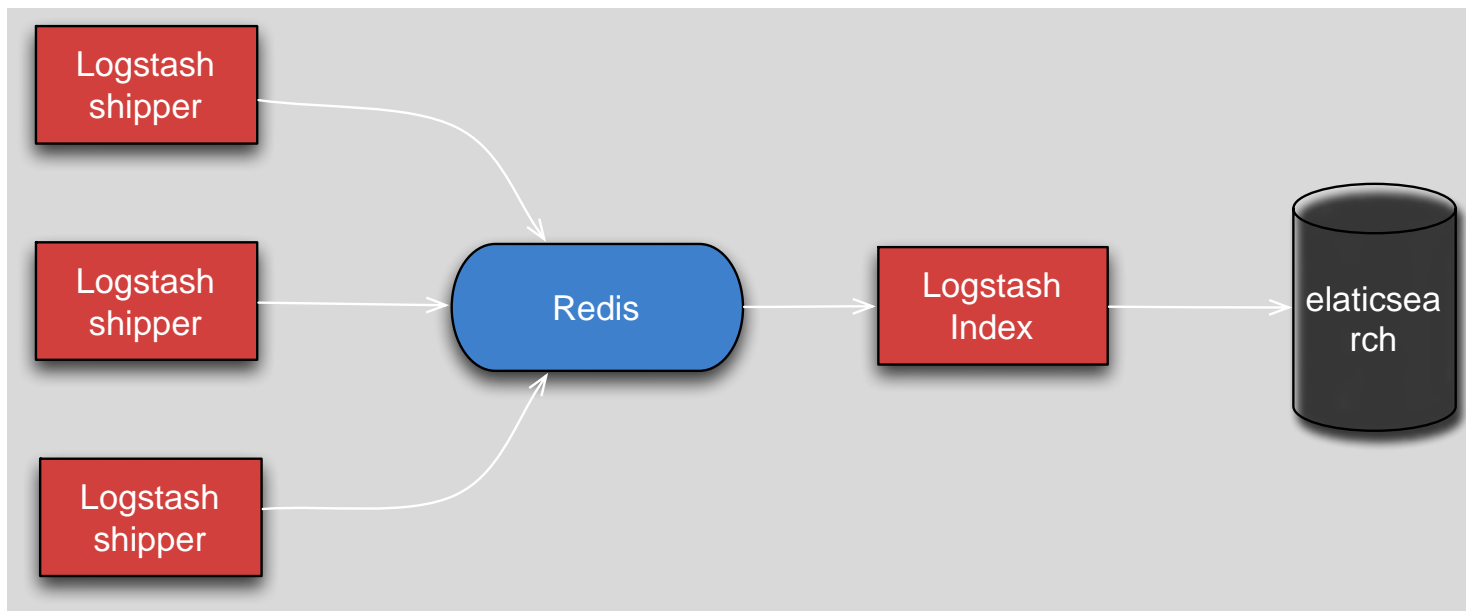 Logstash
shipper
Logstash
shipper
Logstash
shipper
Redis
Logstash
Index
elaticsea
rch